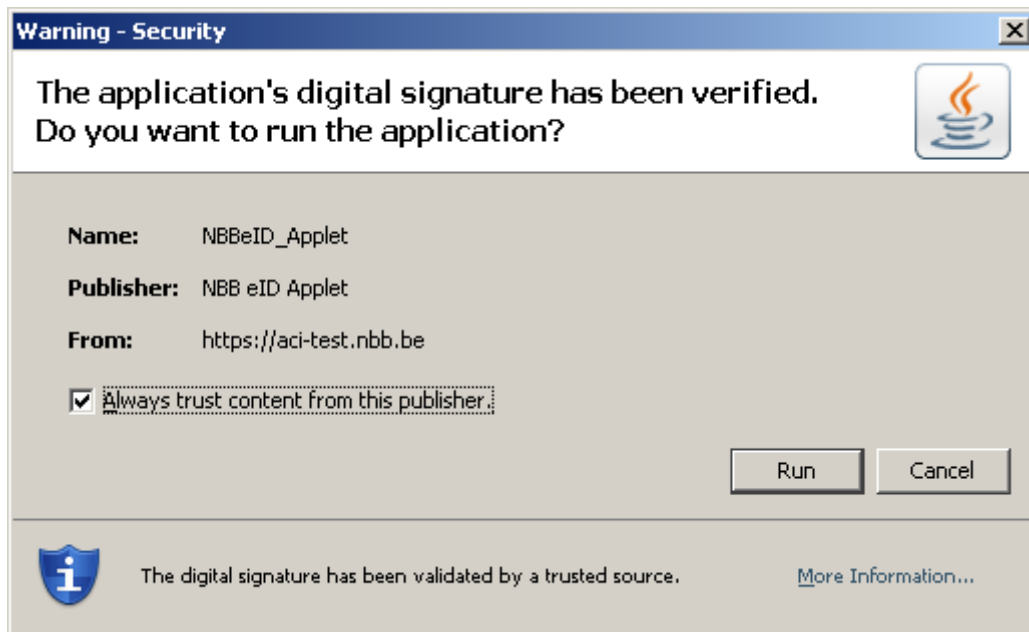 Warning - Security
The application's digital signature has been verified.
Do you want to run the application?
Name: NBBeID_Applet
Publisher: NBB eID Applet
From: https://aci-test.nbb.be
Always trust content from this publisher.
Run Cancel
The digital signature has been validated by a trusted source. More Information...